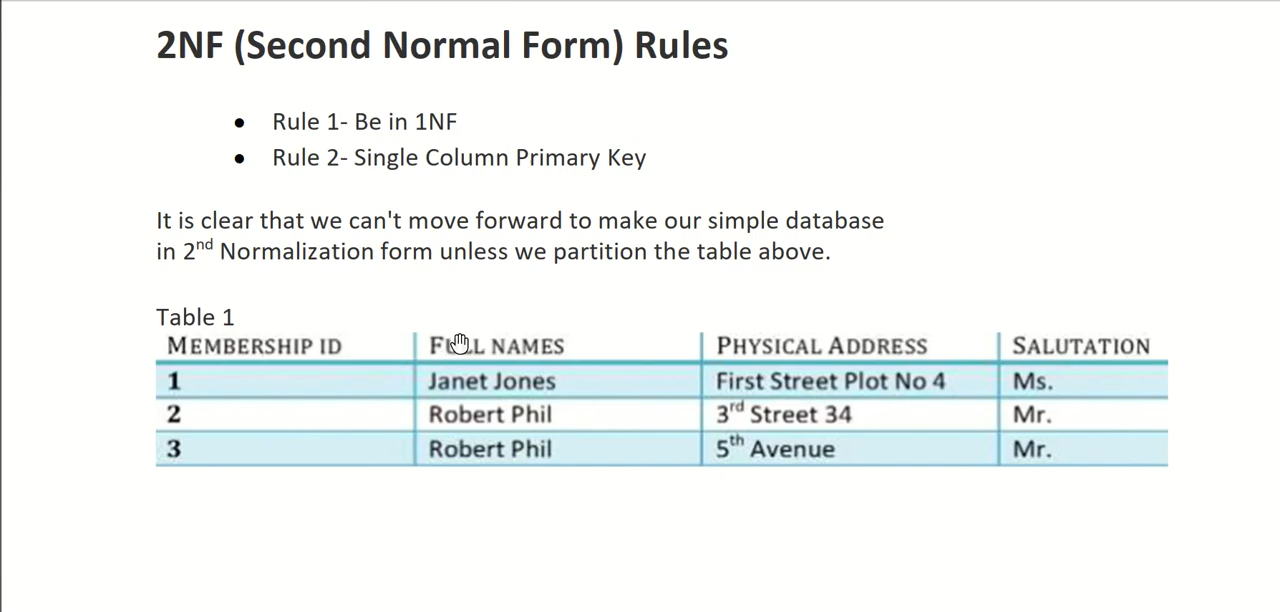 2NF (Second Normal Form) Rules
• Rule 1- Be in 1NF
• Rule 2- Single Column Primary Key
It is clear that we can't move forward to make our simple database
in 2nd Normalization form unless we partition the table above.
Table 1
MEMBERSHIP ID FULL NAMES PHYSICAL ADDRESS SALUTATION
1 Janet Jones First Street Plot No 4 Ms.
2 Robert Phil 3rd Street 34 Mr.
3 Robert Phil 5th Avenue Mr.